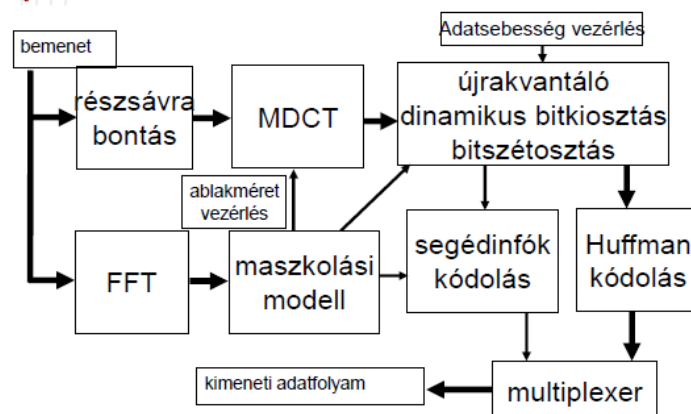 bemenet
Adatsebesség vezérlés
részsávra
bontás
MDCT
újrakvantáló
dinamikus bitkiosztás
bitszétosztás
ablakméret
vezérlés
FFT
maszkolási
modell
segédinfók
kódolás
Huffman
kódolás
kimeneti adatfolyam
multiplexer